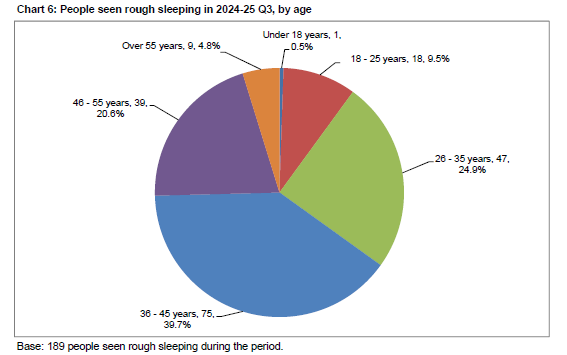 Chart 6: People seen rough sleeping in 2024-25 Q3, by age
Under 18 years, 1,
0.5%
Over 55 years, 9, 4.8%
18 - 25 years, 18, 9.5%
46 - 55 years, 39,
20.6%
26 - 35 years, 47,
24.9%
36 - 45 years, 75,
39.7%
Base: 189 people seen rough sleeping during the period.